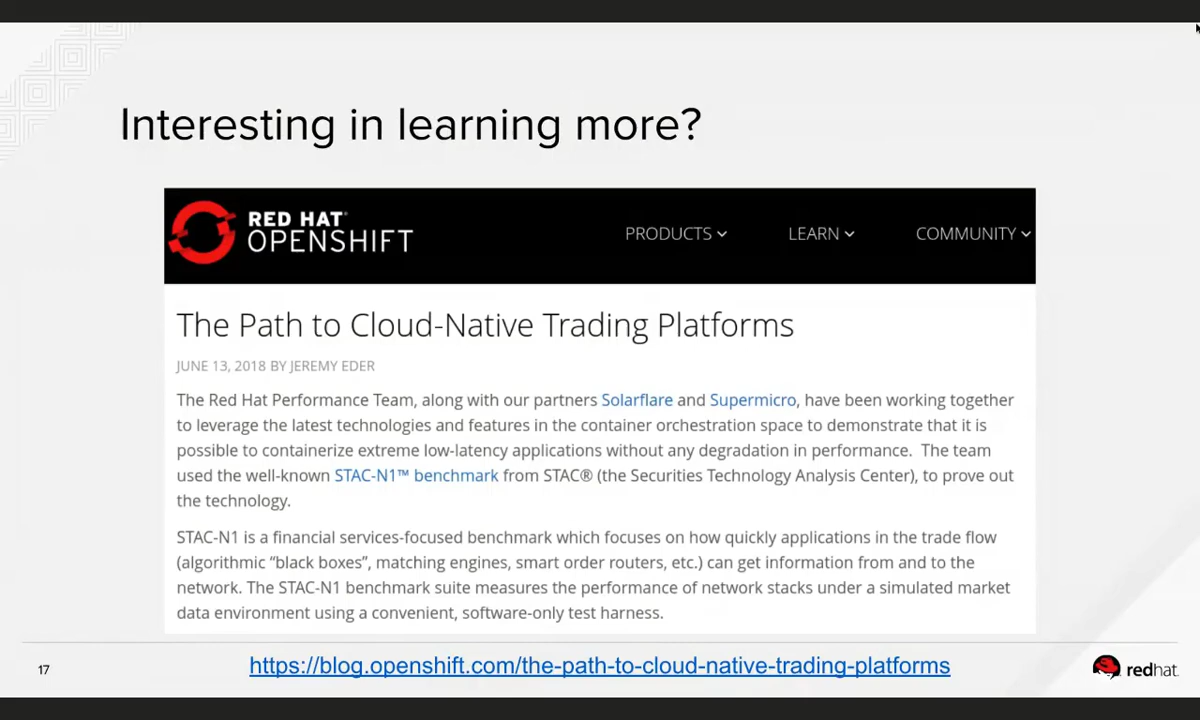 Interesting in learning more?
RED HAT®
OPENSHIFT
PRODUCTS
LEARN
COMMUNITY
The Path to Cloud-Native Trading Platforms
JUNE 13, 2018 BY JEREMY EDER
The Red Hat Performance Team, along with our partners Solarflare and Supermicro, have been working together
to leverage the latest technologies and features in the container orchestration space to demonstrate that it is
possible to containerize extreme low-latency applications without any degradation in performance.  The team
used the well-known STAC-N1™ benchmark from STAC® (the Securities Technology Analysis Center), to prove out
the technology.
STAC-N1 is a financial services-focused benchmark which focuses on how quickly applications in the trade flow
(algorithmic “black boxes”, matching engines, smart order routers, etc.) can get information from and to the
network. The STAC-N1 benchmark suite measures the performance of network stacks under a simulated market
data environment using a convenient, software-only test harness.
17
https://blog.openshift.com/the-path-to-cloud-native-trading-platforms
redhat.